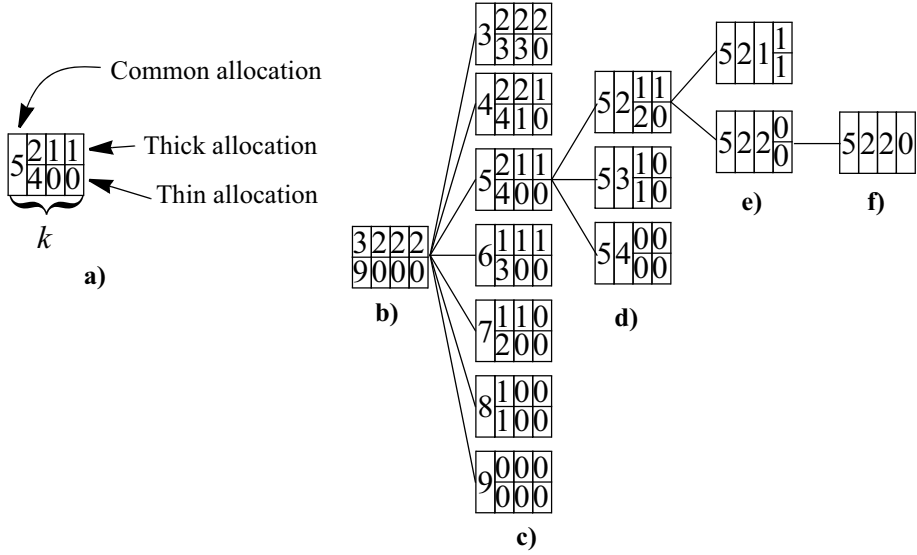 Common allocation
5 2 1 1
4 0 0
Thick allocation
Thin allocation
k
a)
3 2 2 2
9 0 0 0
b)
3 2 2 2
3 3 0
4 2 2 1
4 1 0
5 2 1 1
4 0 0
6 1 1 1
3 0 0
7 1 1 0
2 0 0
8 1 0 0
1 0 0
9 0 0 0
0 0 0
c)
5 2 1 1
2 0
5 3 1 0
1 0
5 4 0 0
0 0
d)
5 2 1 1
1
5 2 2 0
0
e)
5 2 2 0
f)